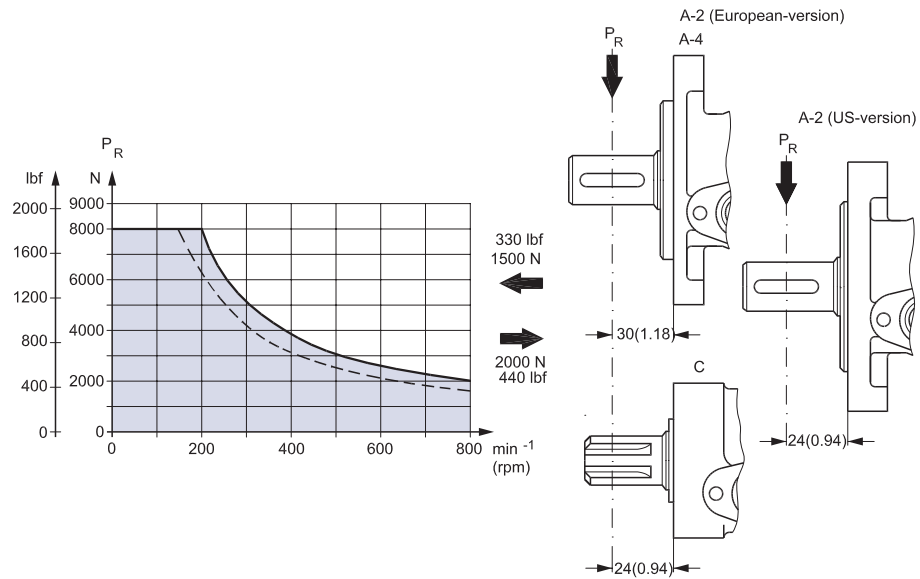 A-2 (European-version)
A-4
P R
A-2 (US-version)
P R
P R
lbf
N
2000
1600
1200
800
400
0
9000
8000
6000
4000
2000
0
0
200
400
600
800
min -1
(rpm)
330 lbf
1500 N
2000 N
440 lbf
30(1.18)
24(0.94)
C
24(0.94)